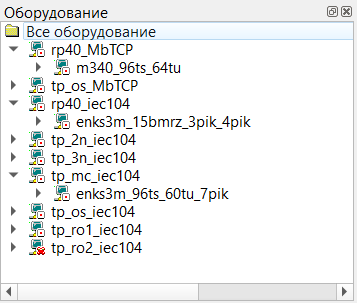 Оборудование
Все оборудование
rp40_MbTCP
m340_96ts_64tu
tp_os_MbTCP
rp40_iec104
enks3m_15bmrz_3pik_4pik
tp_2n_iec104
tp_3n_iec104
tp_mc_iec104
enks3m_96ts_60tu_7pik
tp_os_iec104
tp_ro1_iec104
tp_ro2_iec104